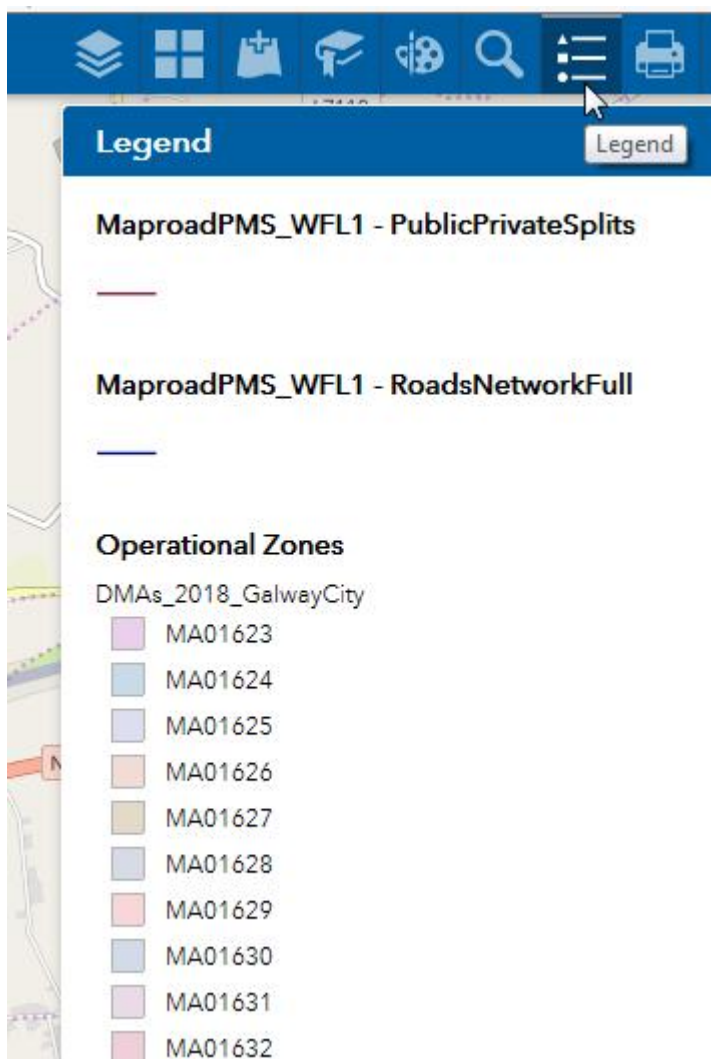 Legend
Legend
MaproadPMS_WFL1 - PublicPrivateSplits
MaproadPMS_WFL1 - RoadsNetworkFull
Operational Zones
DMAs_2018_GalwayCity
MA01623
MA01624
MA01625
MA01626
MA01627
MA01628
MA01629
MA01630
MA01631
MA01632
N